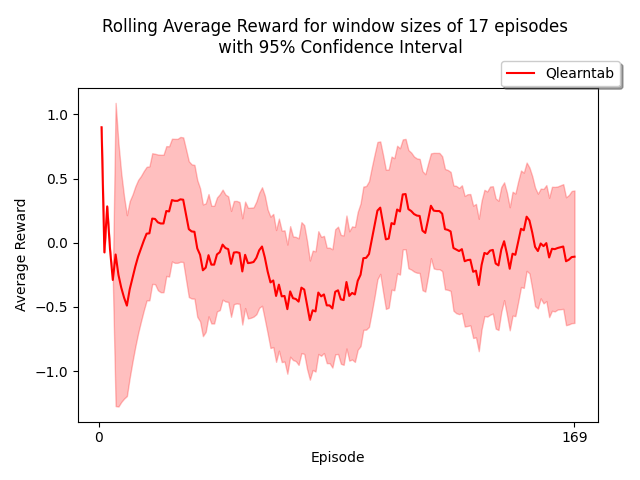 Rolling Average Reward for window sizes of 17 episodes
with 95% Confidence Interval
Qlearntab
1.0
0.5
0.0
−0.5
−1.0
Average Reward
0
169
Episode